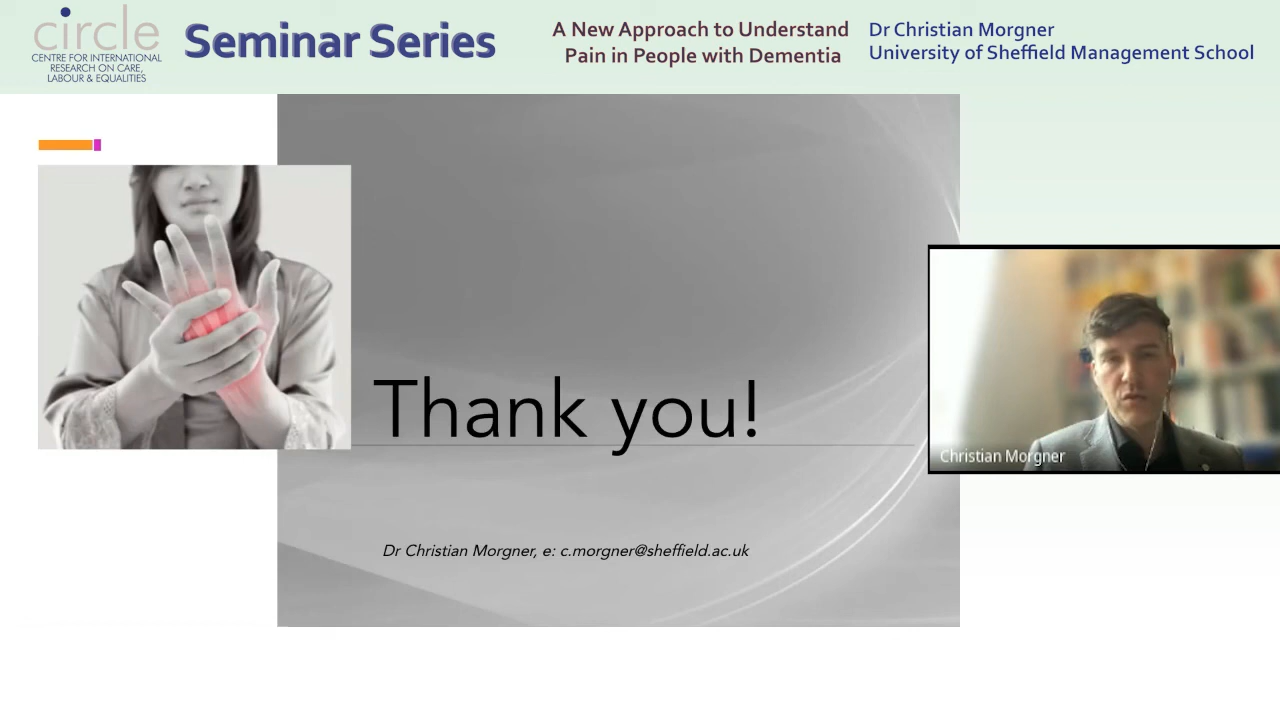 circle
CENTRE FOR INTERNATIONAL
RESEARCH ON CARE,
LABOUR & EQUALITIES
Seminar Series
A New Approach to Understand
Pain in People with Dementia
Dr Christian Morgner
University of Sheffield Management School
Thank you!
Christian Morgner
Dr Christian Morgner, e: c.morgner@sheffield.ac.uk